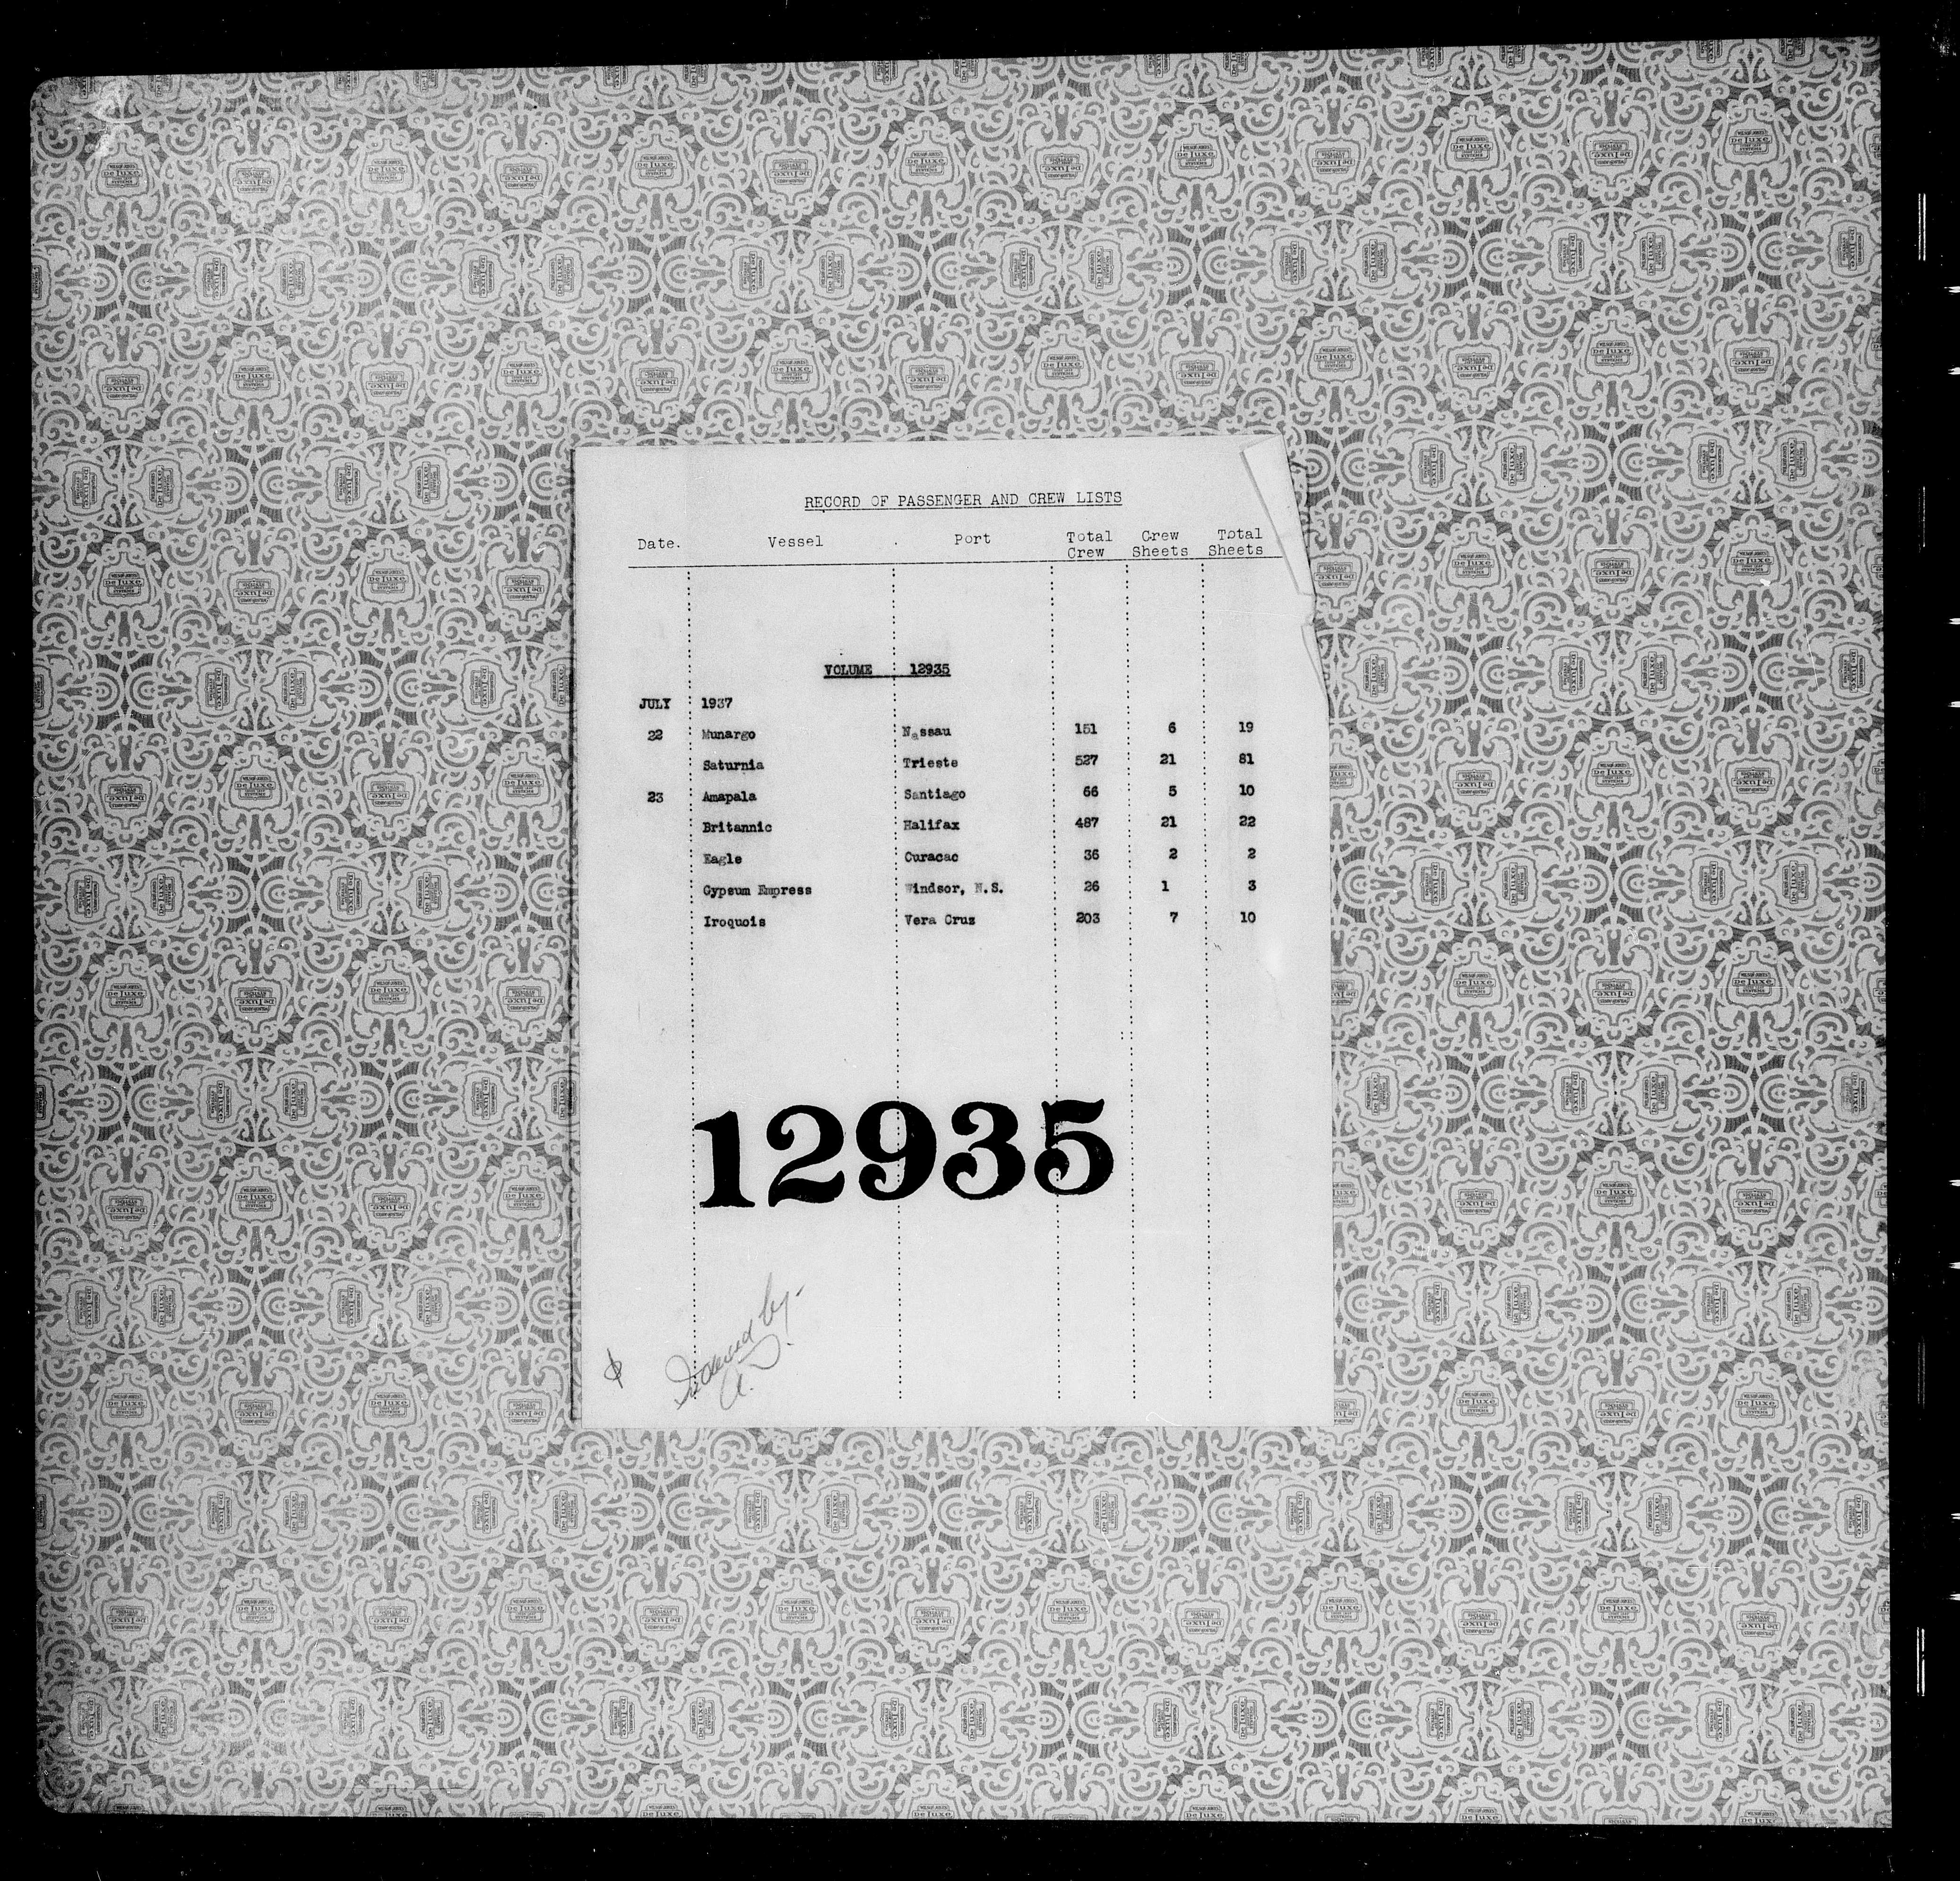 RECORD OF PASSENGER AND CREW LISTS
Date. Vessel Port Total Crew Crew Sheets Total Sheets
VOLUME 12935
JULY 1937
22 Munargo Nassau 151 6 19
Saturnia Trieste 527 21 81
23 Amapala Santiago 66 5 10
Britannic Halifax 487 21 22
Eagle Curacao 36 2 2
Gypsum Empress Windsor, N.S. 26 1 3
Iroquois Vera Cruz 203 7 10
12935
by